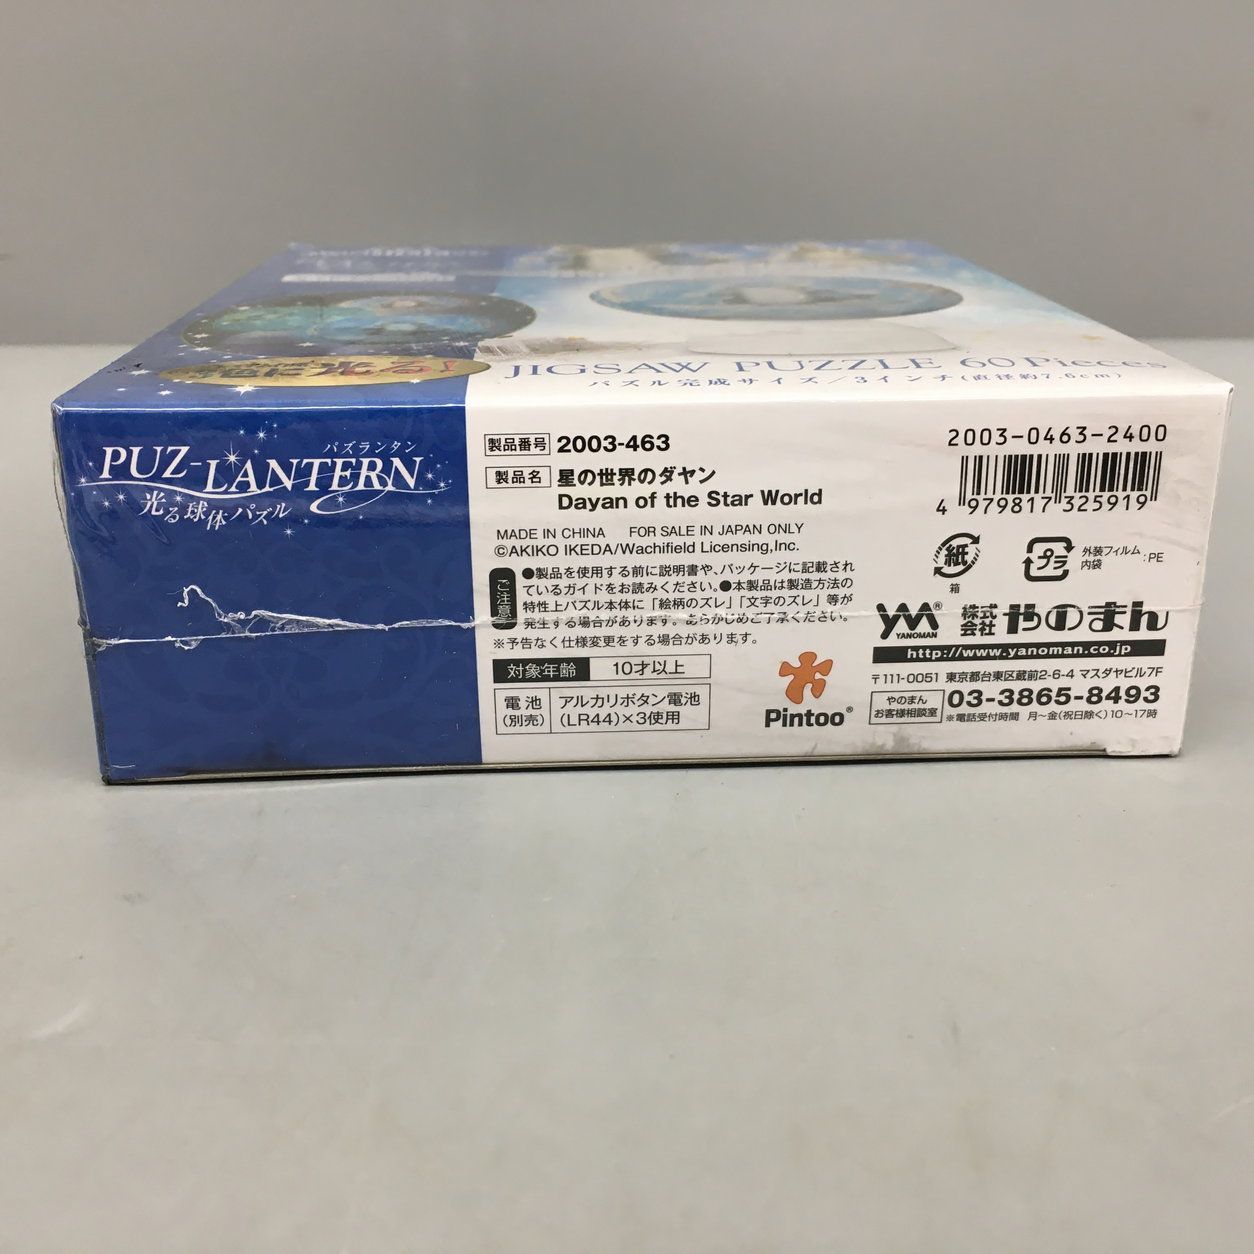 JIGSAW PUZZLE 60 Pieces
パズル完成サイズ/3インチ(直径約7.6cm)
パズランタン
PUZ-LANTERN
光る球体パズル
製品番号 2003-463
製品名 星の世界のダヤン
Dayan of the Star World
MADE IN CHINA FOR SALE IN JAPAN ONLY
©AKIKO IKEDA/Wachifield Licensing,Inc.
ご注意
●製品を使用する前に説明書や、パッケージに記載され
ているガイドをお読みください。●本製品は製造方法の
特性上パズル本体に「絵柄のズレ」「文字のズレ」等が
発生する場合があります。あらかじめご了承ください。
※予告なく仕様変更をする場合があります。
対象年齢 10才以上
電池(別売) アルカリボタン電池
(LR44)×3使用
Pintoo®
2003-0463-2400
4 979817 325919
紙
箱
プラ
外装フィルム
内袋 :PE
YM®
YANOMAN
株式会社 やのまん
http://www.yanoman.co.jp
〒111-0051 東京都台東区蔵前2-6-4 マスダヤビル7F
やのまん
お客様相談室
03-3865-8493
※電話受付時間 月〜金(祝日除く)10〜17時